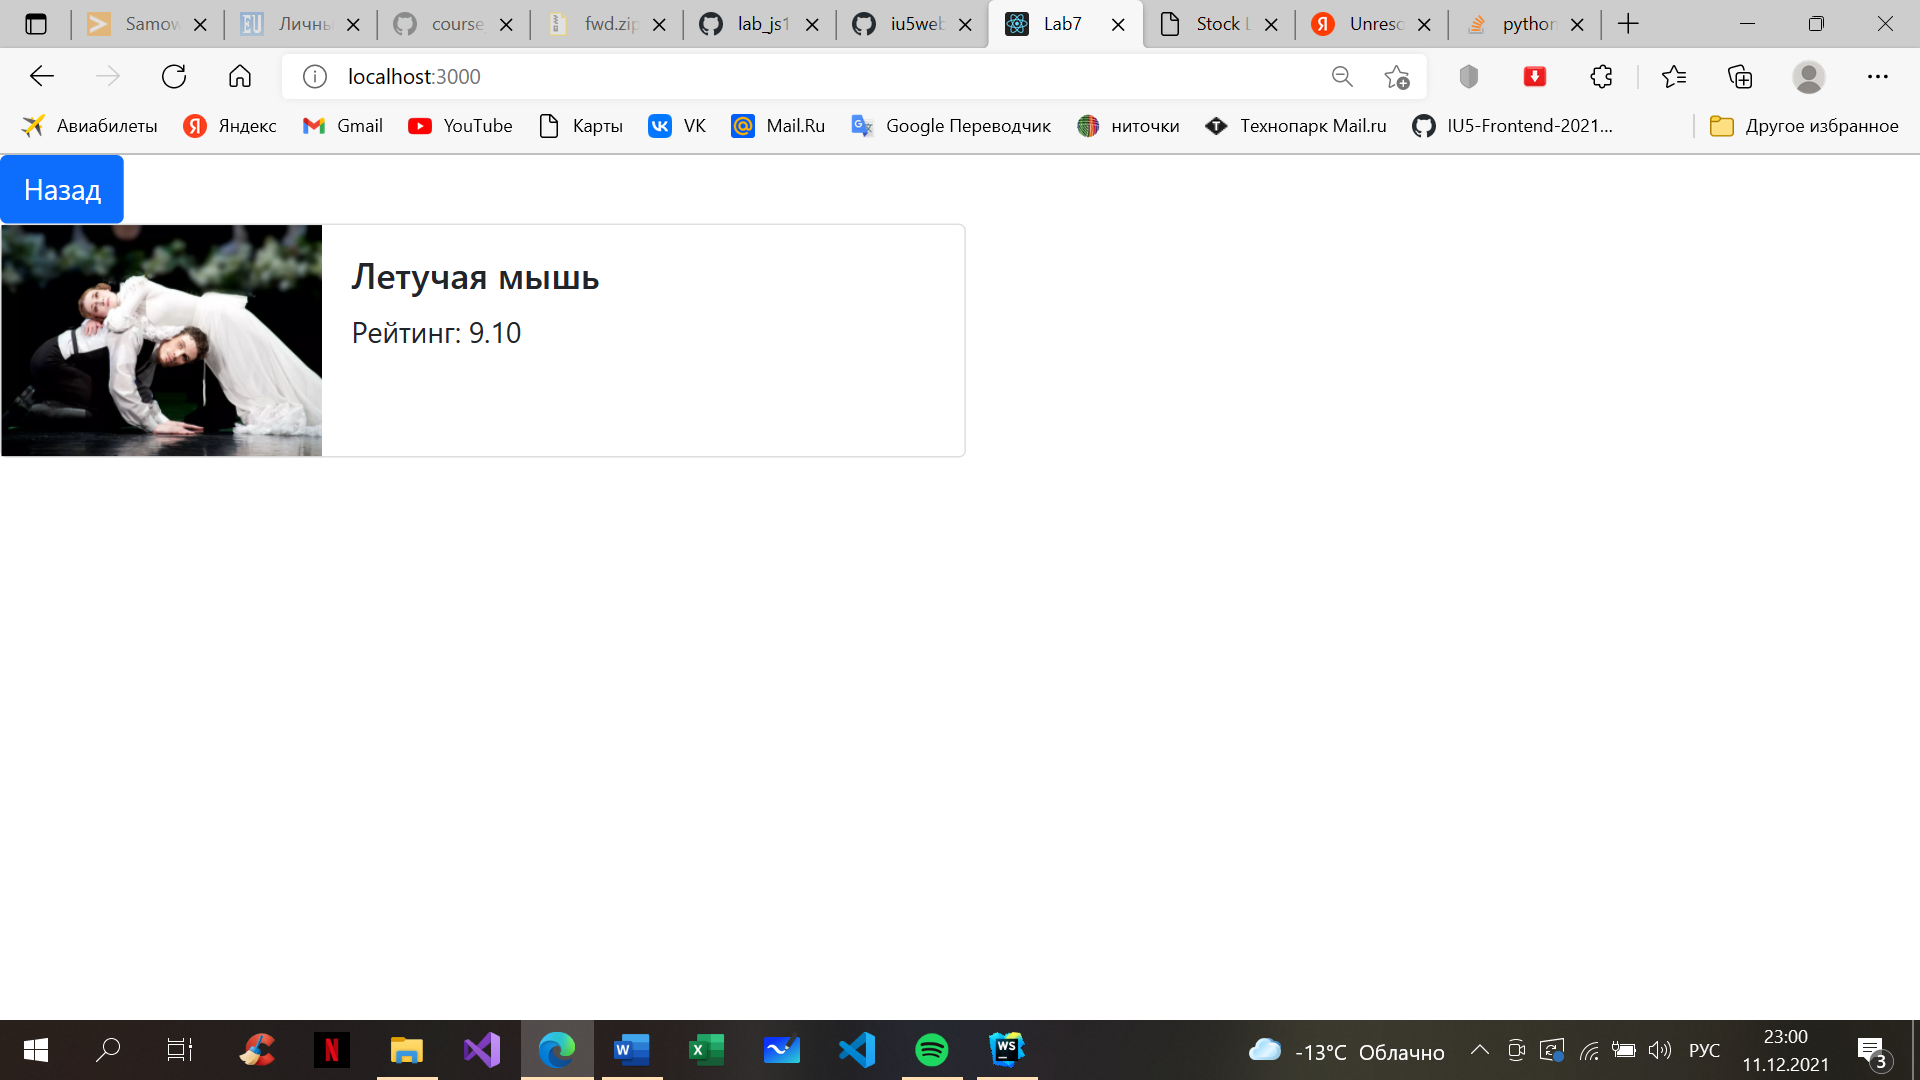 Samow Личны course fwd.zip lab_js1 iu5web Lab7 Stock L Unreso python
localhost:3000
Авиабилеты Яндекс Gmail YouTube Карты VK Mail.Ru Google Переводчик ниточки Технопарк Mail.ru IU5-Frontend-2021... Другое избранное
Назад
Летучая мышь
Рейтинг: 9.10
-13°C Облачно РУС 23:00
11.12.2021 3